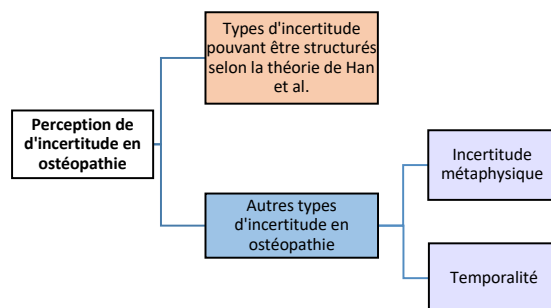 Types d'incertitude
pouvant être structurés
selon la théorie de Han
et al.
Perception de
d'incertitude en
ostéopathie
Autres types
d'incertitude en
ostéopathie
Incertitude
métaphysique
Temporalité